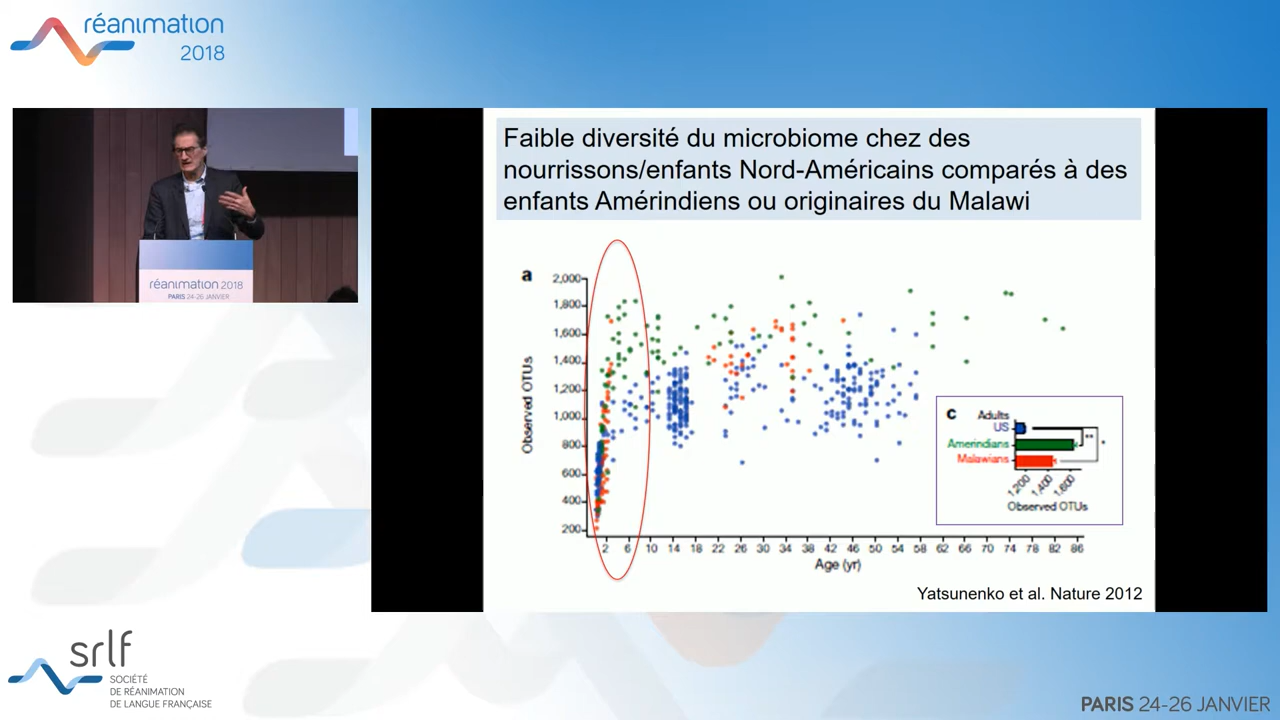 réanimation
2018
réanimation 2018
PARIS 24-26 JANVIER
Faible diversité du microbiome chez des
nourrissons/enfants Nord-Américains comparés à des
enfants Amérindiens ou originaires du Malawi
a
2,000
1,800
1,600
1,400
1,200
1,000
800
600
400
200
Observed OTUs
2 6 10 14 18 22 26 30 34 38 42 46 50 54 58 62 66 70 74 78 82 86
Age (yr)
c
Adults
US
Amerindians
Malawians
** *
1,200 1,400 1,600
Observed OTUs
Yatsunenko et al. Nature 2012
srlf
SOCIÉTÉ
DE RÉANIMATION
DE LANGUE FRANÇAISE
PARIS 24-26 JANVIER